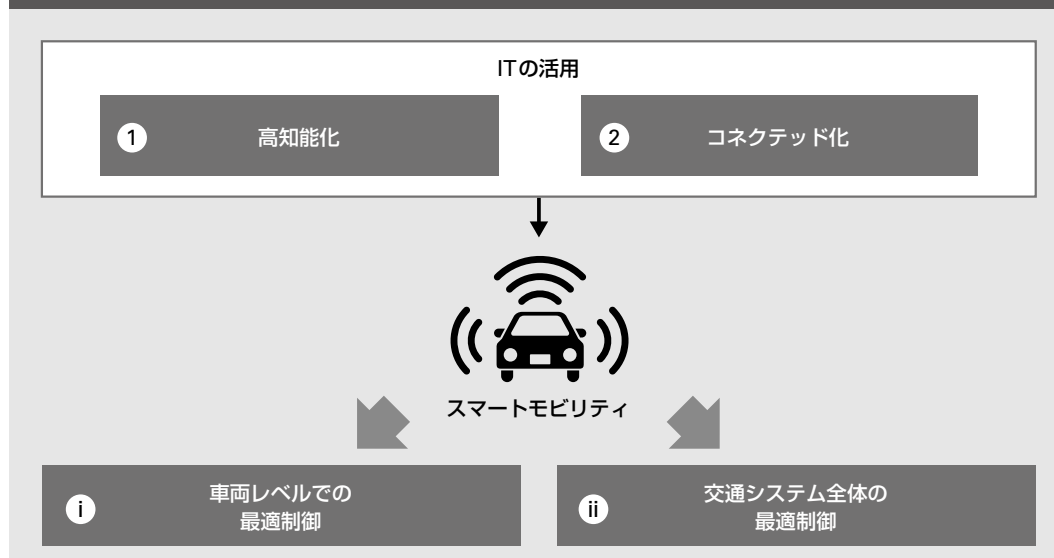 ITの活用
1 高知能化
2 コネクテッド化
スマートモビリティ
i 車両レベルでの
最適制御
ii 交通システム全体の
最適制御